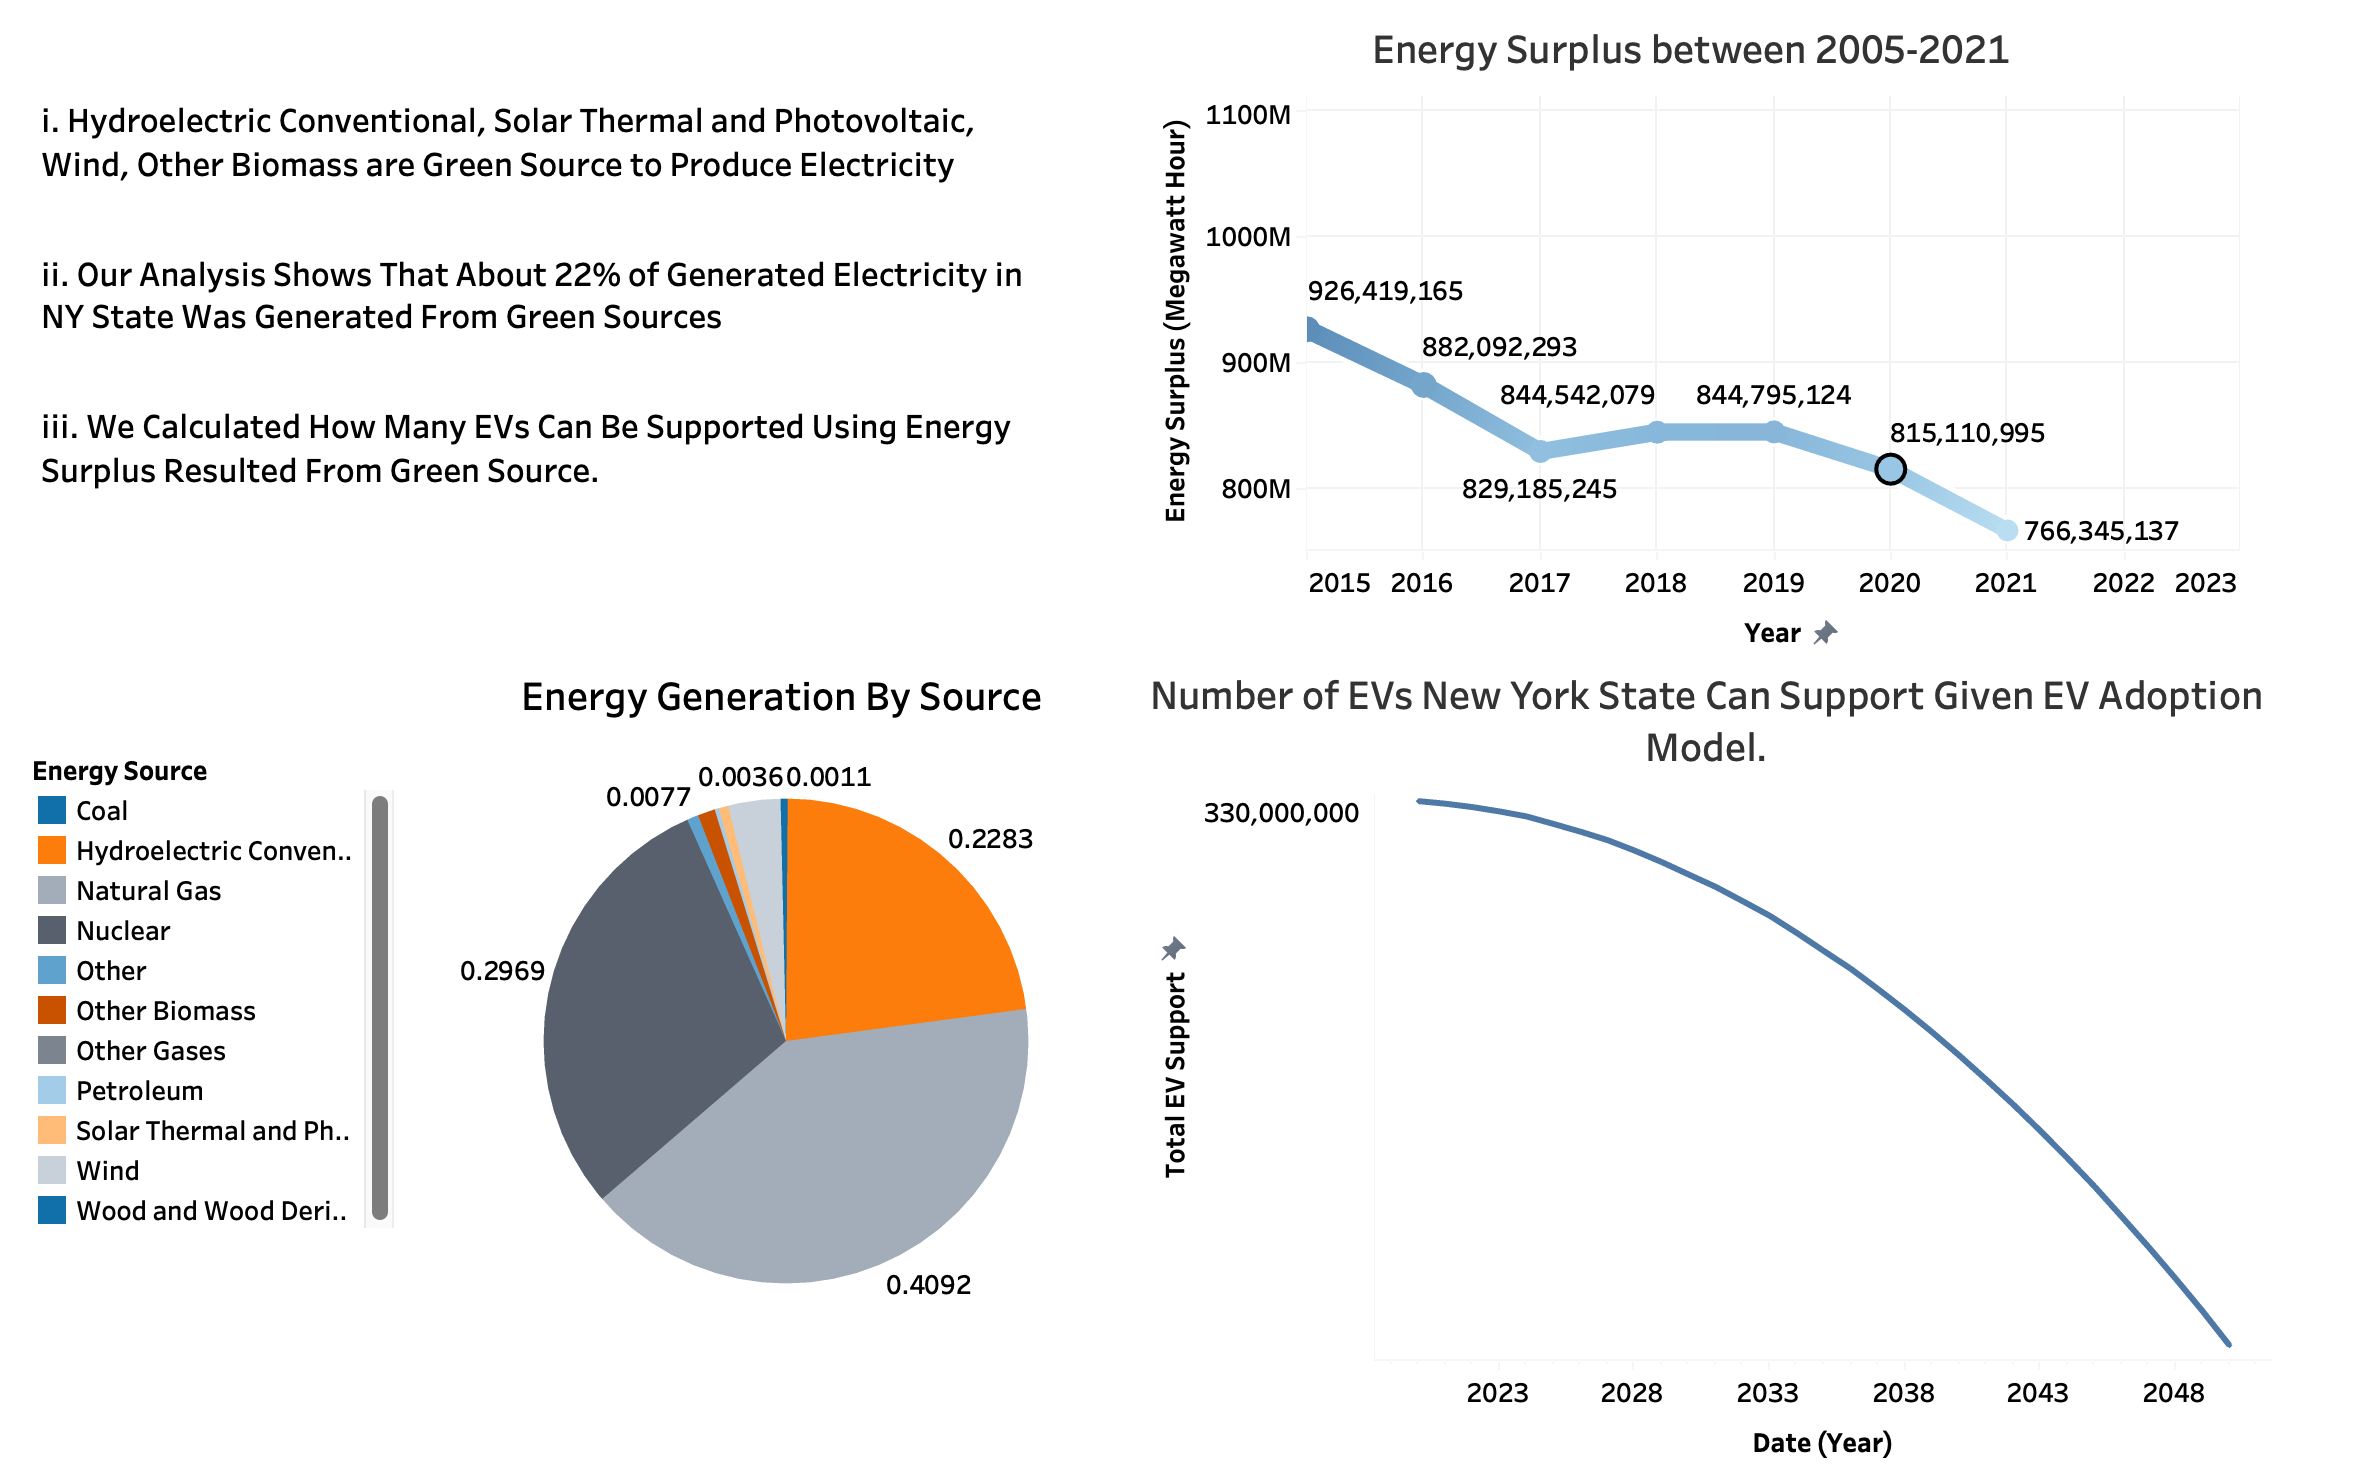 i. Hydroelectric Conventional, Solar Thermal and Photovoltaic,
Wind, Other Biomass are Green Source to Produce Electricity
ii. Our Analysis Shows That About 22% of Generated Electricity in
NY State Was Generated From Green Sources
iii. We Calculated How Many EVs Can Be Supported Using Energy
Surplus Resulted From Green Source.
Energy Surplus between 2005-2021
Energy Surplus (Megawatt Hour)
1100M
1000M
900M
800M
926,419,165
882,092,293
844,542,079
844,795,124
815,110,995
829,185,245
766,345,137
2015
2016
2017
2018
2019
2020
2021
2022
2023
Year
Energy Generation By Source
Energy Source
Coal
Hydroelectric Conven..
Natural Gas
Nuclear
Other
Other Biomass
Other Gases
Petroleum
Solar Thermal and Ph..
Wind
Wood and Wood Deri..
0.0077
0.0036
0.0011
0.2283
0.2969
0.4092
Number of EVs New York State Can Support Given EV Adoption
Model.
330,000,000
Total EV Support
2023
2028
2033
2038
2043
2048
Date (Year)